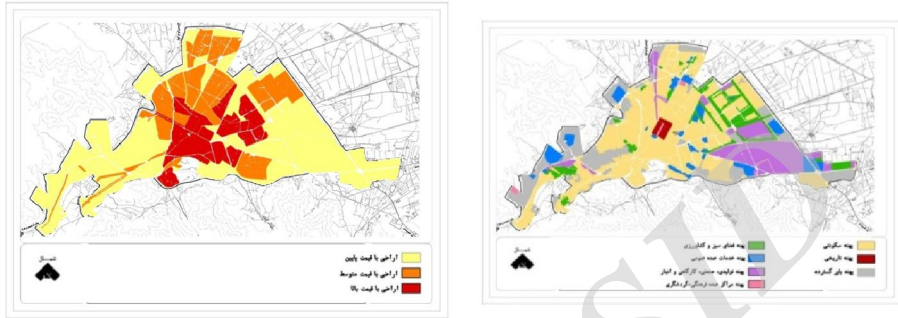 شمال
اراضی با قیمت پایین
اراضی با قیمت متوسط
اراضی با قیمت بالا
شمال
پهنه سکونتی
پهنه تاریخی
پهنه بایر گسترده
پهنه فضای سبز و کشاورزی
پهنه خدمات عمده عمومی
پهنه تولیدی، صنعتی، کارگاهی و انبار
پهنه مراکز عمده فرهنگی-گردشگری
SID